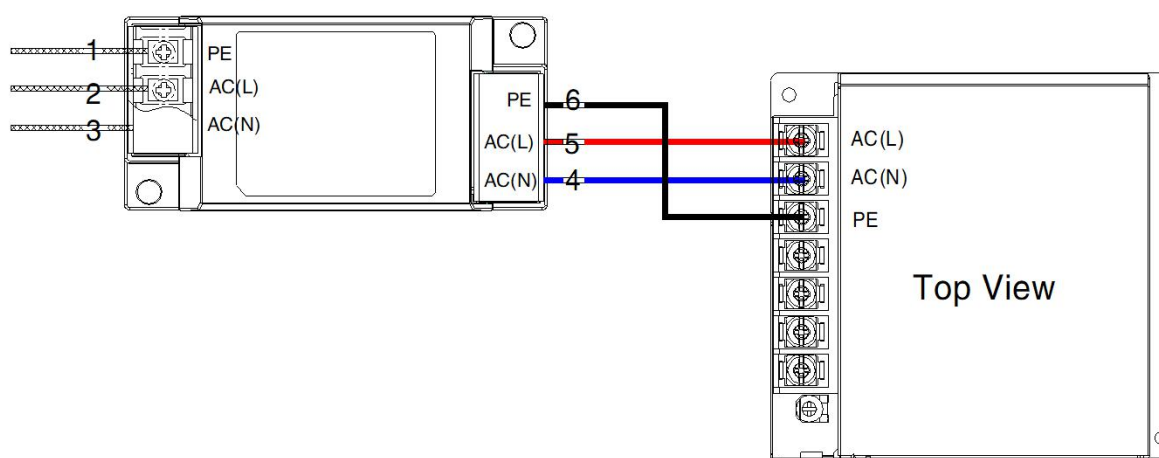 1
PE
2
AC(L)
3
AC(N)
PE
6
AC(L)
5
AC(N)
4
AC(L)
AC(N)
PE
Top View